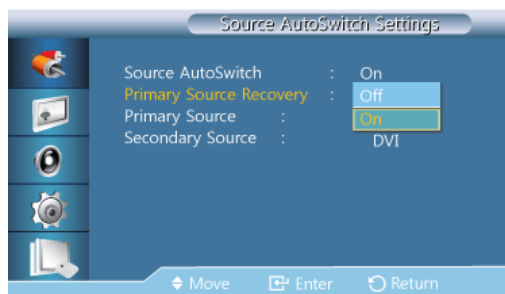 Source AutoSwitch Settings
Source AutoSwitch : On
Primary Source Recovery : Off
Primary Source : On
Secondary Source : DVI
Move Enter Return